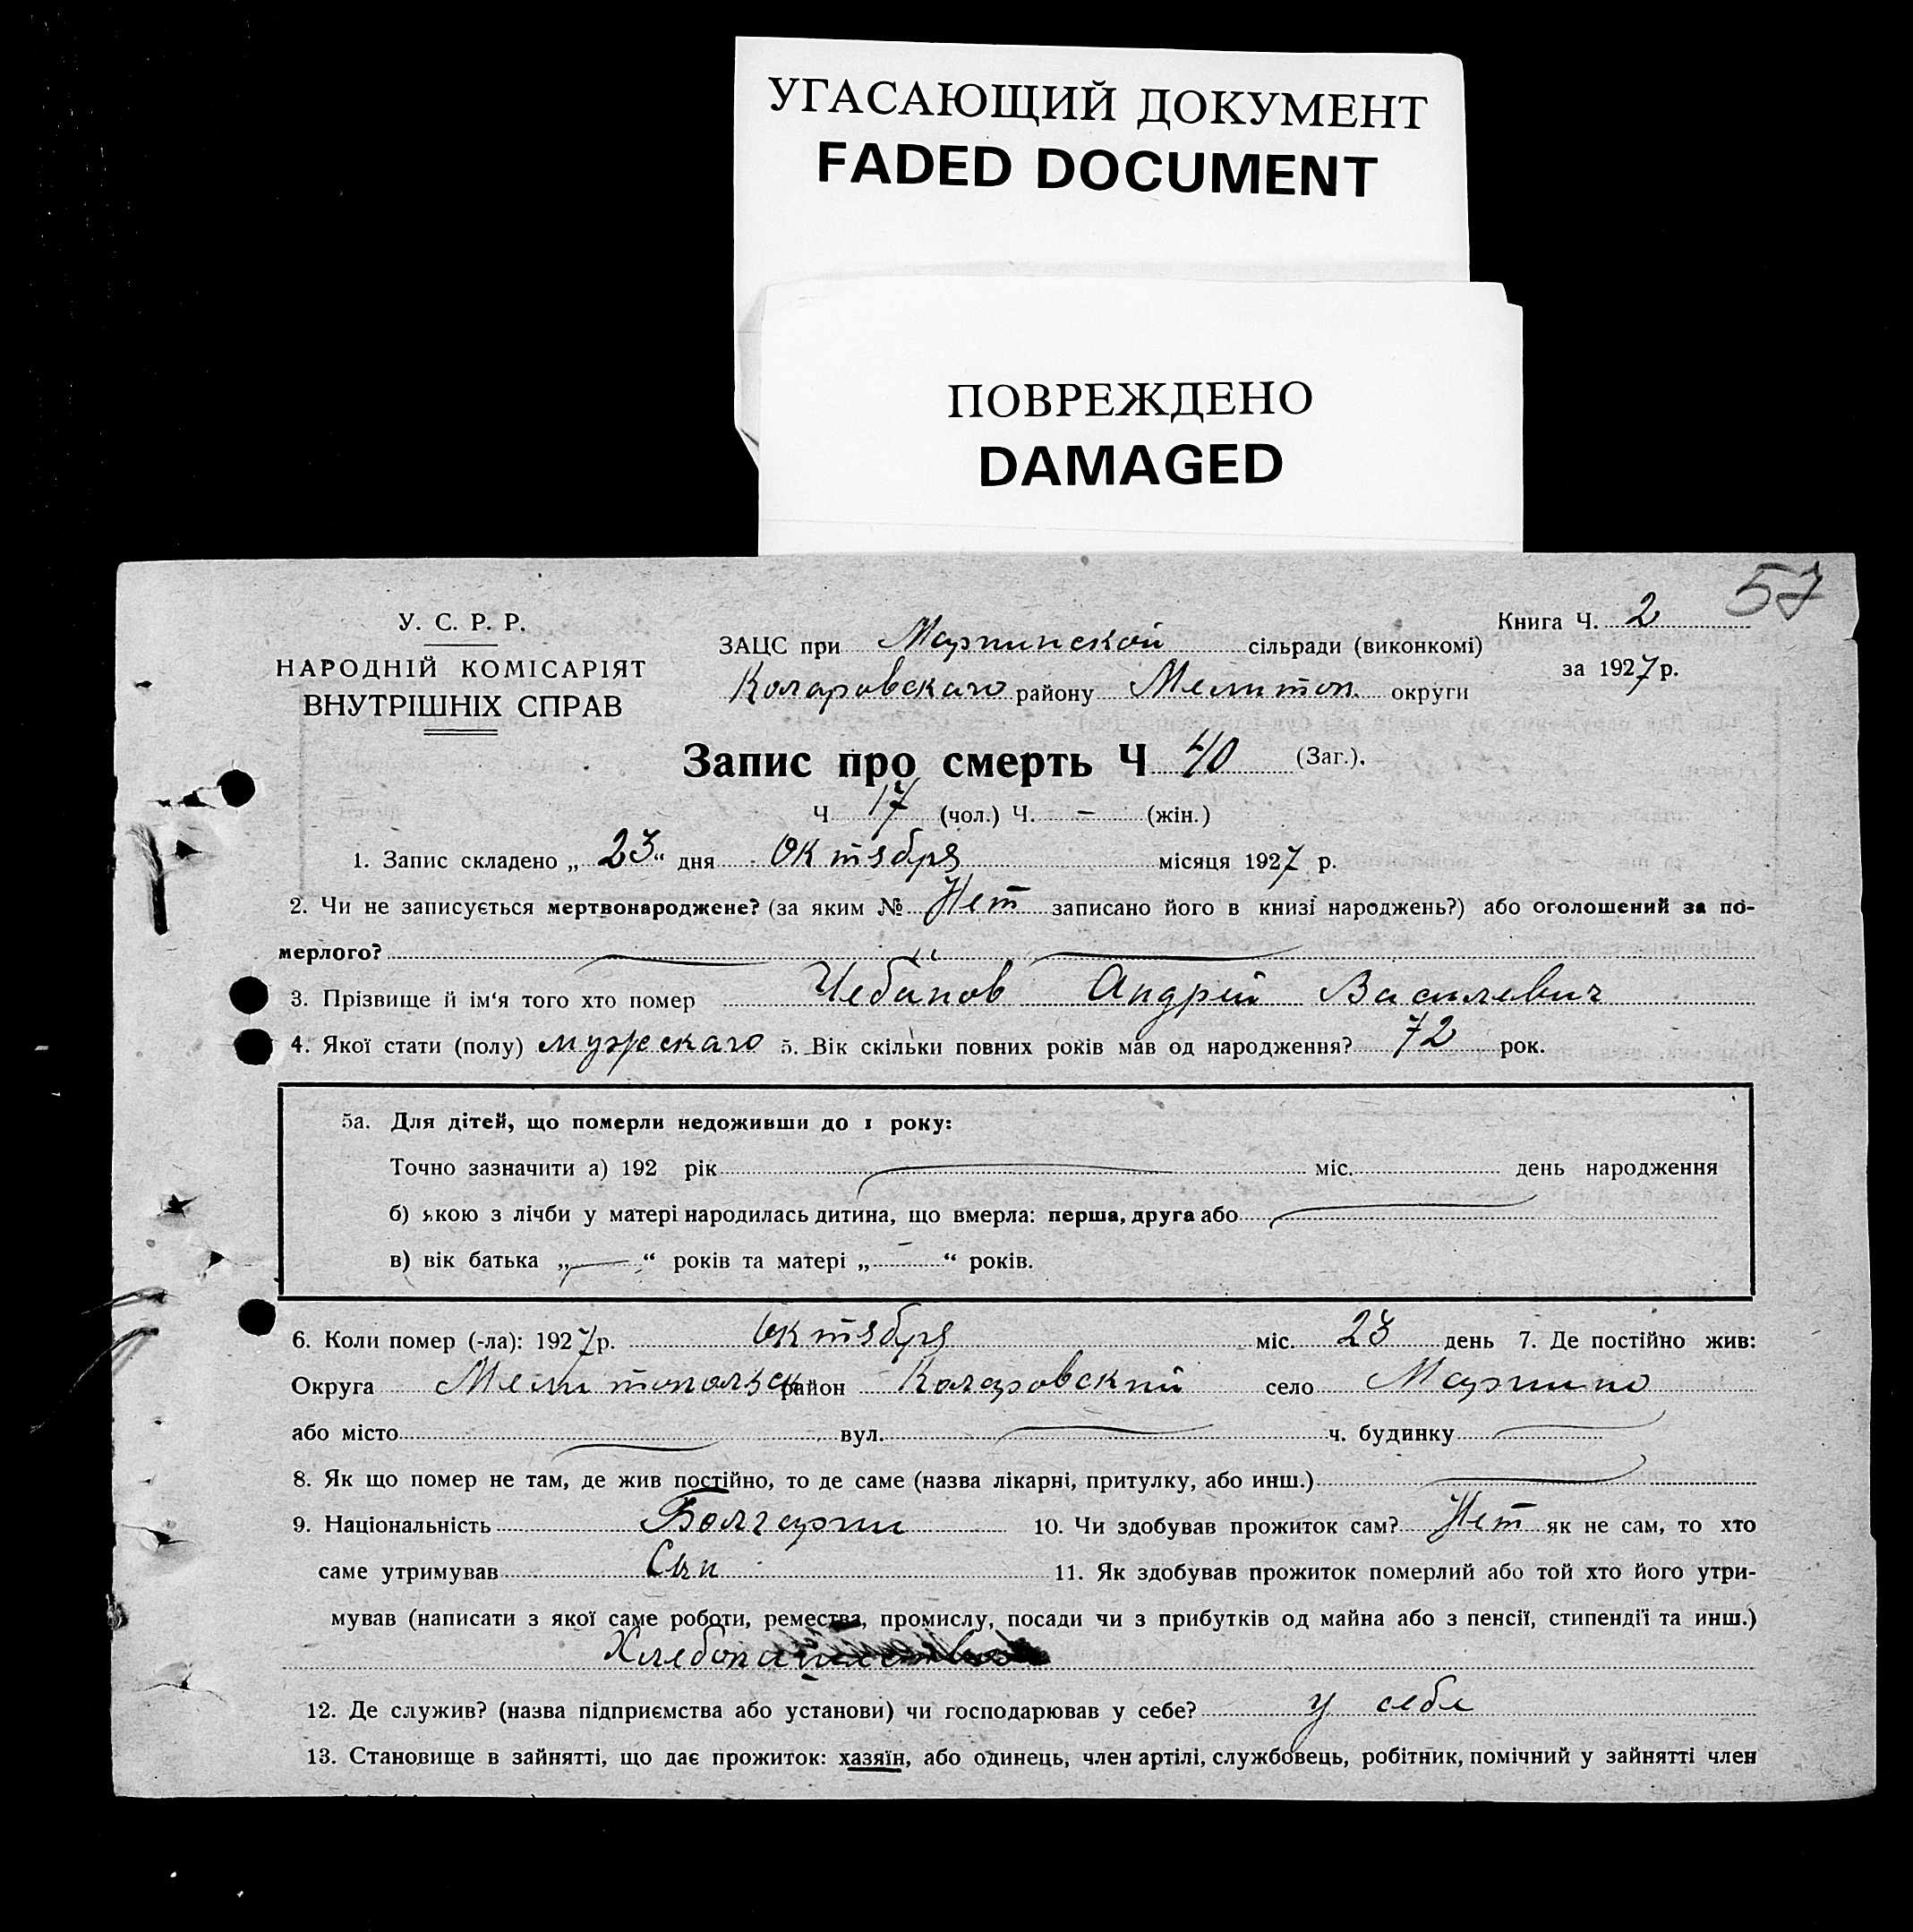 УГАСАЮЩИЙ ДОКУМЕНТ
FADED DOCUMENT
ПОВРЕЖДЕНО
DAMAGED
57
У. С. Р. Р.
НАРОДНІЙ КОМІСАРІЯТ
ВНУТРІШНІХ СПРАВ
Книга Ч. 2
за 1927 р.
ЗАЦС при Маринской сільради (виконкомі)
Коларовскаго району Мелитоп. округи
Запис про смерть Ч 40 (Заг.).
Ч 17 (чол.) Ч. – (жін.)
1. Запис складено „ 23 “ дня Октября місяця 1927 р.
2. Чи не записується мертвонароджене? (за яким № Нет записано його в книзі народжень?) або оголошений за по-
мерлого?
3. Прізвище й ім‘я того хто помер Чебанов Андрій Василевич
4. Якої стати (полу) мужескаго 5. Вік скільки повних років мав од народження? 72 рок.
5а. Для дітей, що померли недоживши до 1 року:
Точно зазначити а) 192 рік міс. день народження
б) якою з лічби у матері народилась дитина, що вмерла: перша, друга або
в) вік батька „ — “ років та матері „ – “ років.
6. Коли помер (-ла): 1927 р. Октября міс. 23 день 7. Де постійно жив:
Округа Мелитопольск район Коларовский село Марино
або місто вул. ч. будинку
8. Як що помер не там, де жив постійно, то де саме (назва лікарні, притулку, або инш.)
9. Національність Болгарин 10. Чи здобував прожиток сам? Нет як не сам, то хто
саме утримував Сын 11. Як здобував прожиток померлий або той хто його утри-
мував (написати з якої саме роботи, ремества, промислу, посади чи з прибутків од майна або з пенсії, стипендії та инш.)
12. Де служив? (назва підприємства або установи) чи господарював у себе? у себе
13. Становище в зайнятті, що дає прожиток: хазяїн, або одинець, член артілі, службовець, робітник, помічний у зайнятті член